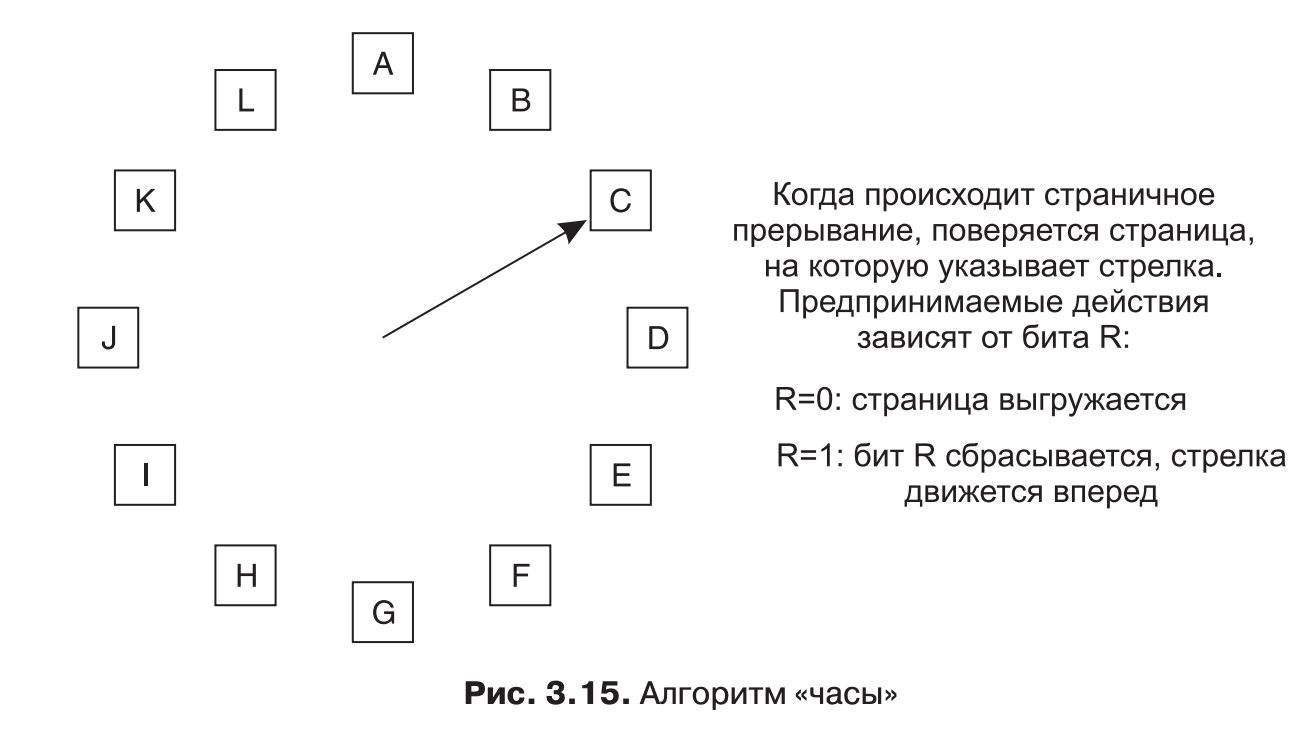 A
L
B
K
C
J
D
I
E
H
F
G
Когда происходит страничное
прерывание, поверяется страница,
на которую указывает стрелка.
Предпринимаемые действия
зависят от бита R:
R=0: страница выгружается
R=1: бит R сбрасывается, стрелка
движется вперед
Рис. 3.15. Алгоритм «часы»